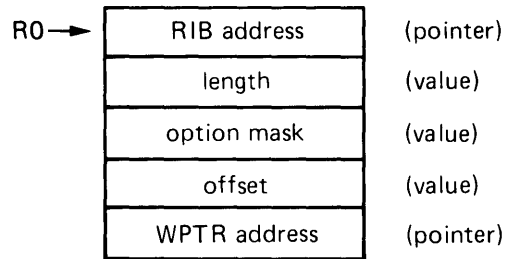 R0 → RIB address (pointer)
length (value)
option mask (value)
offset (value)
WPTR address (pointer)